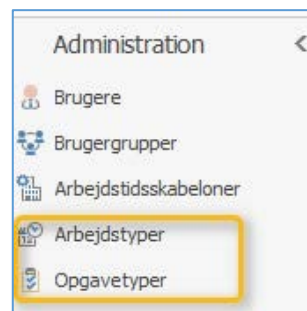 Administration
Brugere
Brugergrupper
Arbejdstidsskabeloner
Arbejdstyper
Opgavetyper